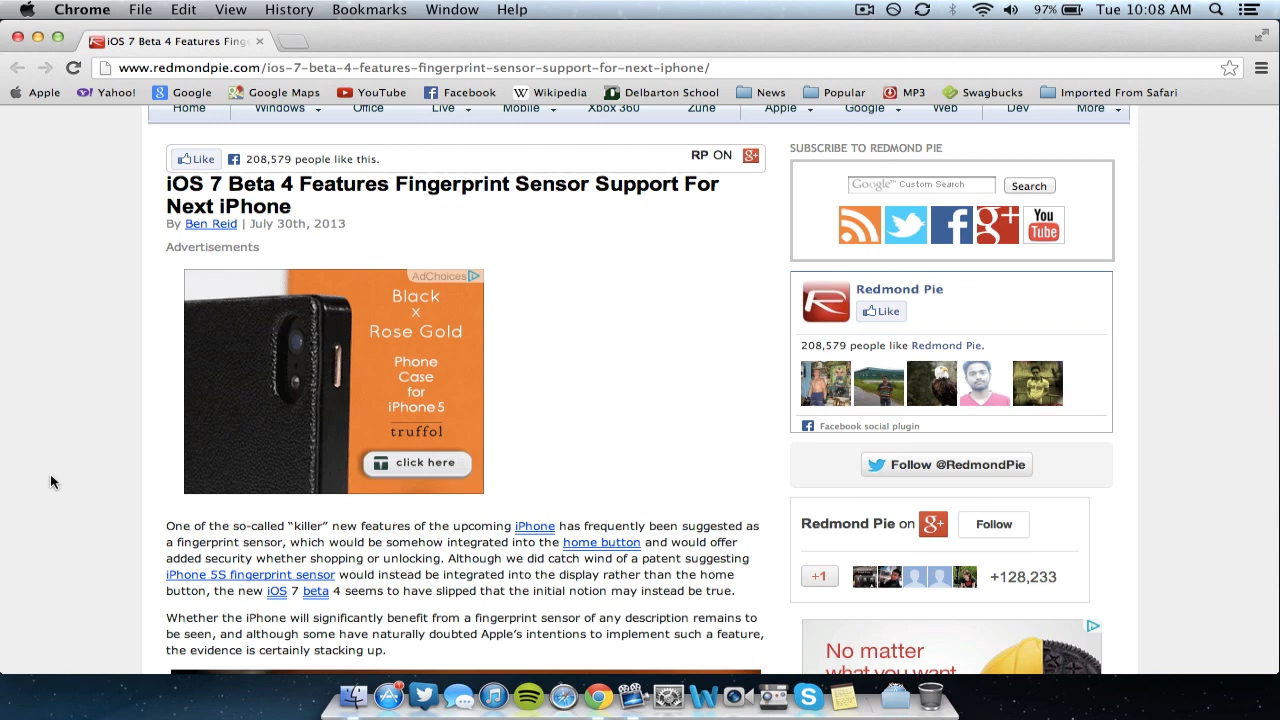 Chrome File Edit View History Bookmarks Window Help 97% Tue 10:08 AM
iOS 7 Beta 4 Features Fing
www.redmondpie.com/ios-7-beta-4-features-fingerprint-sensor-support-for-next-iphone/
Apple Yahoo! Google Google Maps YouTube Facebook Wikipedia Delbarton School News Popular MP3 Swagbucks Imported From Safari
Home Windows Office Live Mobile Xbox 360 Zune Apple Google Web Dev More
Like 208,579 people like this. RP ON g+
iOS 7 Beta 4 Features Fingerprint Sensor Support For
Next iPhone
By Ben Reid | July 30th, 2013
Advertisements
AdChoices
Black
x
Rose Gold
Phone
Case
for
iPhone 5
truffol
click here
One of the so-called “killer” new features of the upcoming iPhone has frequently been suggested as
a fingerprint sensor, which would be somehow integrated into the home button and would offer
added security whether shopping or unlocking. Although we did catch wind of a patent suggesting
iPhone 5S fingerprint sensor would instead be integrated into the display rather than the home
button, the new iOS 7 beta 4 seems to have slipped that the initial notion may instead be true.
Whether the iPhone will significantly benefit from a fingerprint sensor of any description remains to
be seen, and although some have naturally doubted Apple’s intentions to implement such a feature,
the evidence is certainly stacking up.
SUBSCRIBE TO REDMOND PIE
Google™ Custom Search Search
f g+ You Tube
Redmond Pie
Like
208,579 people like Redmond Pie.
Facebook social plugin
Follow @RedmondPie
Redmond Pie on g+ Follow
+1 +128,233
No matter
what you want